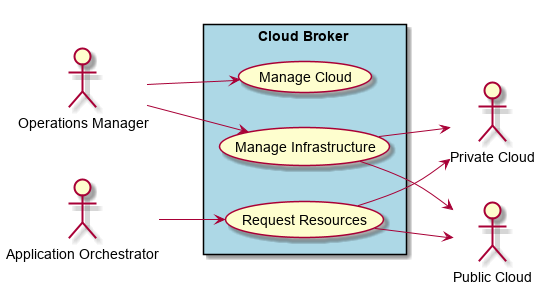 Cloud Broker
Manage Cloud
Operations Manager
Manage Infrastructure
Private Cloud
Request Resources
Application Orchestrator
Public Cloud